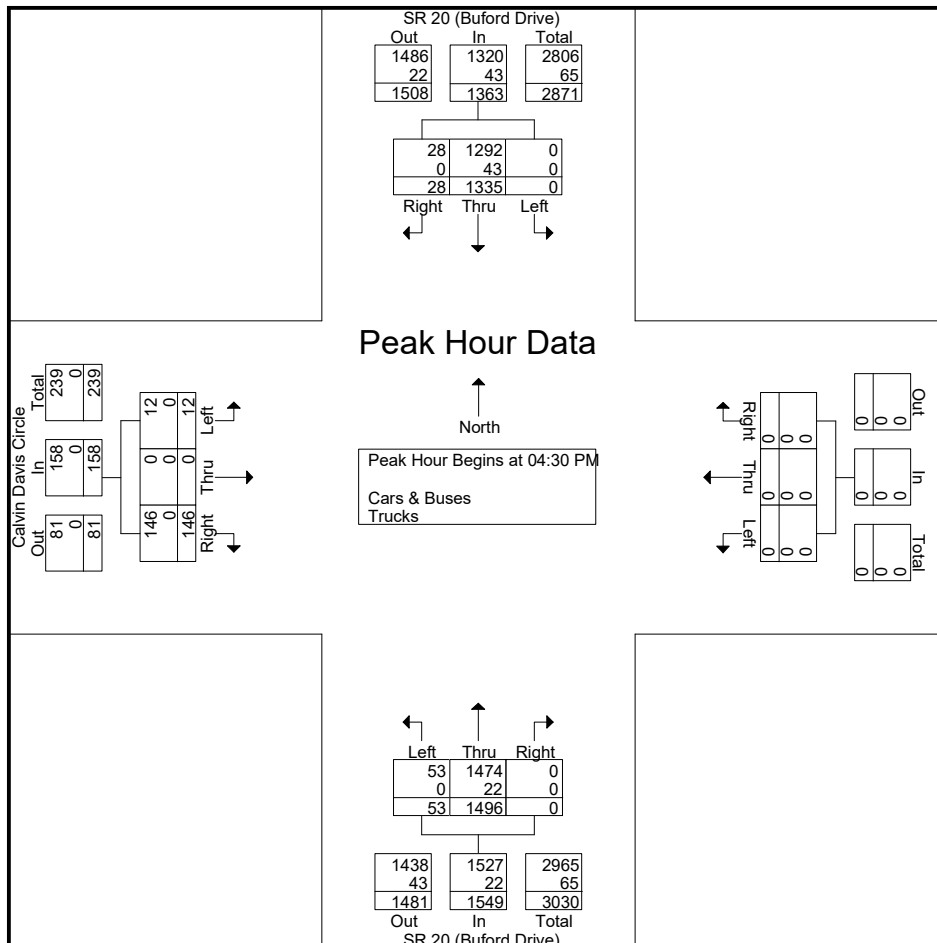 SR 20 (Buford Drive)
Out In Total
1486 1320 2806
22 43 65
1508 1363 2871
28 1292 0
0 43 0
28 1335 0
Right Thru Left
Peak Hour Data
North
Peak Hour Begins at 04:30 PM
Cars & Buses
Trucks
Calvin Davis Circle
Out In Total
81 158 239
0 0 0
81 158 239
Right Thru Left
146 0 12
0 0 0
146 0 12
Out In Total
0 0 0
0 0 0
0 0 0
Right Thru Left
0 0 0
0 0 0
0 0 0
Left Thru Right
53 1474 0
0 22 0
53 1496 0
1438 1527 2965
43 22 65
1481 1549 3030
Out In Total
SR 20 (Buford Drive)